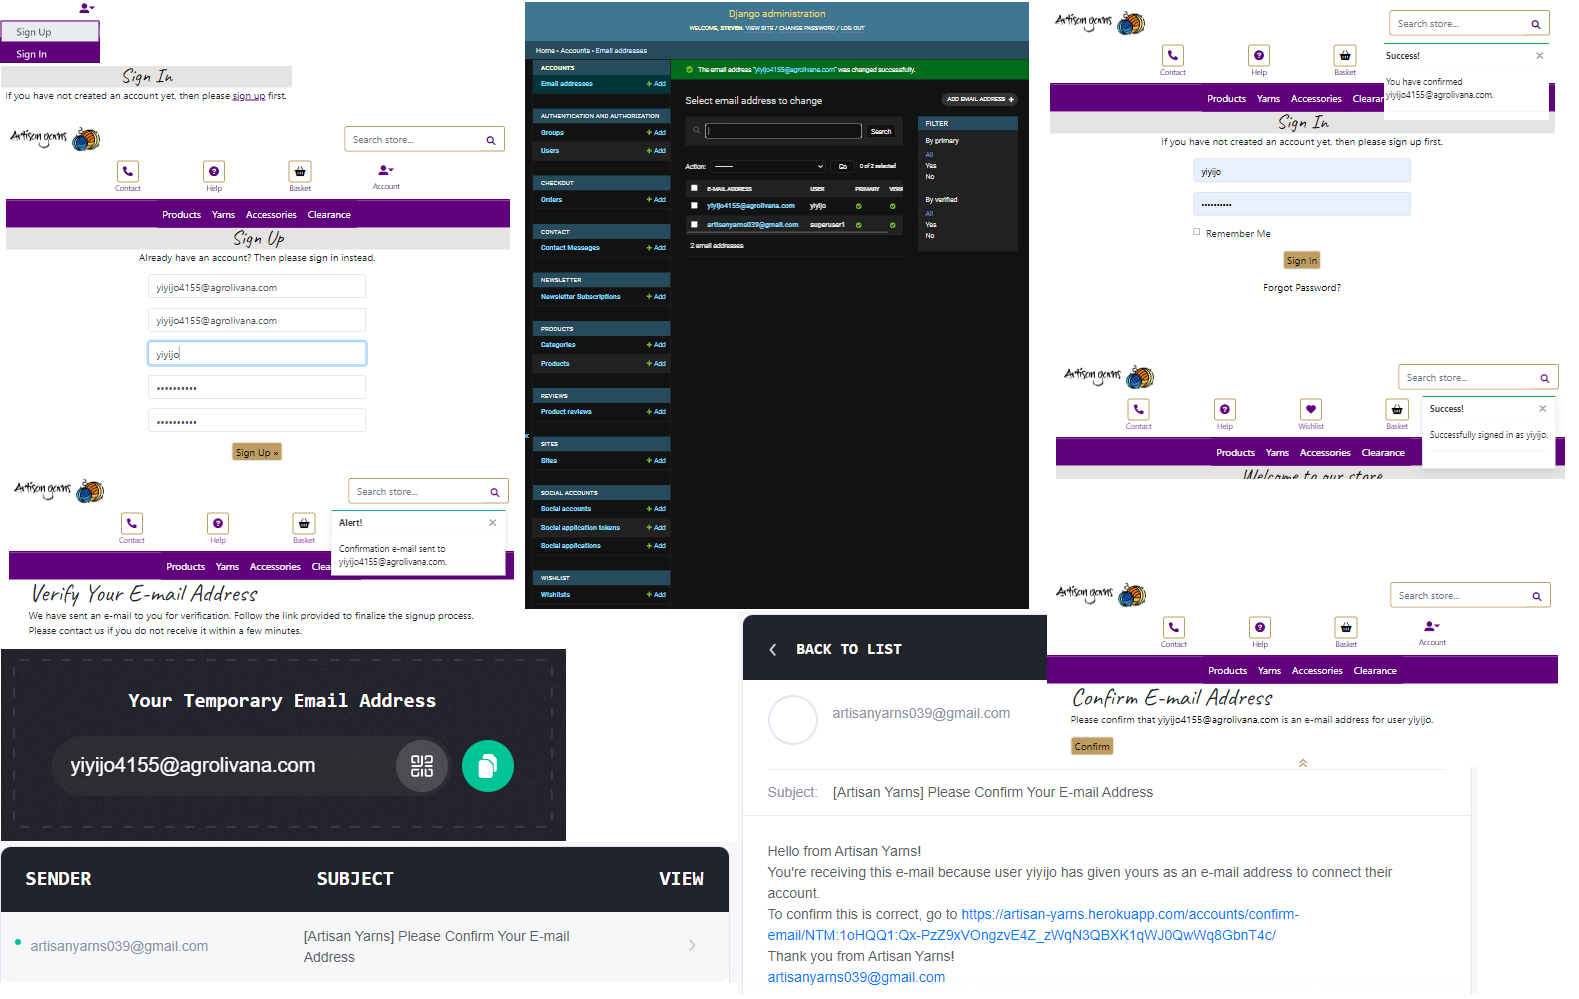 Sign Up
Sign In
Sign In
If you have not created an account yet, then please sign up first.
Artisan yarns
Search store...
Contact
Help
Basket
Account
Products Yarns Accessories Clearance
Sign Up
Already have an account? Then please sign in instead.
yiyijo4155@agrolivana.com
yiyijo4155@agrolivana.com
yiyijo
••••••••••
••••••••••
Sign Up »
Artisan yarns
Search store...
Contact
Help
Basket
Alert!
Confirmation e-mail sent to
yiyijo4155@agrolivana.com.
Products Yarns Accessories Clea
Verify Your E-mail Address
We have sent an e-mail to you for verification. Follow the link provided to finalize the signup process.
Please contact us if you do not receive it within a few minutes.
Your Temporary Email Address
yiyijo4155@agrolivana.com
SENDER SUBJECT VIEW
artisanyarns039@gmail.com
[Artisan Yarns] Please Confirm Your E-mail
Address
Django administration
WELCOME, STEVEN. VIEW SITE / CHANGE PASSWORD / LOG OUT
Home › Accounts › Email addresses
ACCOUNTS
Email addresses + Add
AUTHENTICATION AND AUTHORIZATION
Groups + Add
Users + Add
CHECKOUT
Orders + Add
CONTACT
Contact Messages + Add
NEWSLETTER
Newsletter Subscriptions + Add
PRODUCTS
Categories + Add
Products + Add
REVIEWS
Product reviews + Add
SITES
Sites + Add
SOCIAL ACCOUNTS
Social accounts + Add
Social application tokens + Add
Social applications + Add
WISHLIST
Wishlists + Add
«
The email address "yiyijo4155@agrolivana.com" was changed successfully.
Select email address to change
ADD EMAIL ADDRESS +
Search
Action: --------- Go 0 of 2 selected
E-MAIL ADDRESS USER PRIMARY VERI
yiyijo4155@agrolivana.com yiyijo
artisanyarns039@gmail.com superuser1
2 email addresses
FILTER
By primary
All
Yes
No
By verified
All
Yes
No
BACK TO LIST
artisanyarns039@gmail.com
Subject: [Artisan Yarns] Please Confirm Your E-mail Address
Hello from Artisan Yarns!
You're receiving this e-mail because user yiyijo has given yours as an e-mail address to connect their
account.
To confirm this is correct, go to https://artisan-yarns.herokuapp.com/accounts/confirm-
email/NTM:1oHQQ1:Qx-PzZ9xVOngzvE4Z_zWqN3QBXK1qWJ0QwWq8GbnT4c/
Thank you from Artisan Yarns!
artisanyarns039@gmail.com
Artisan yarns
Search store...
Contact
Help
Basket
Success!
You have confirmed
yiyijo4155@agrolivana.com.
Products Yarns Accessories Clearan
Sign In
If you have not created an account yet, then please sign up first.
yiyijo
••••••••••
Remember Me
Sign In
Forgot Password?
Artisan yarns
Search store...
Contact
Help
Wishlist
Basket
Success!
Successfully signed in as yiyijo.
Products Yarns Accessories Clearance
Welcome to our store
Artisan yarns
Search store...
Contact
Help
Basket
Account
Products Yarns Accessories Clearance
Confirm E-mail Address
Please confirm that yiyijo4155@agrolivana.com is an e-mail address for user yiyijo.
Confirm